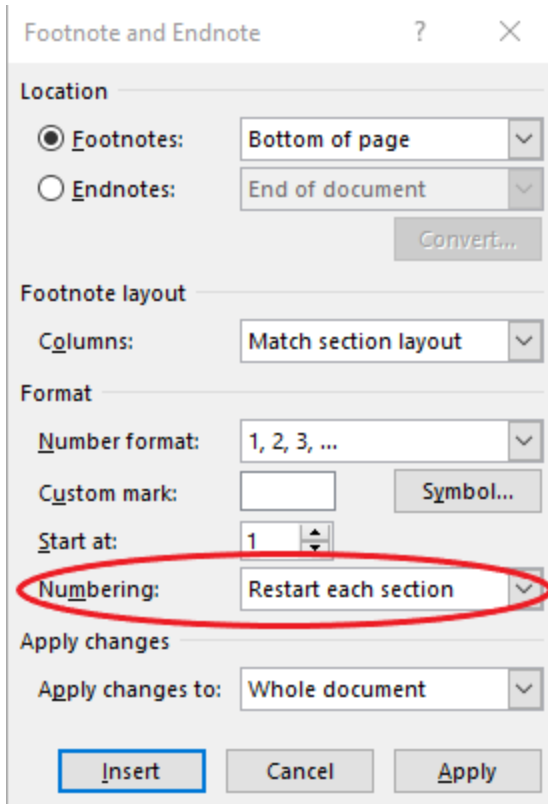 Footnote and Endnote ? ×
Location
Footnotes: Bottom of page
Endnotes: End of document
Convert...
Footnote layout
Columns: Match section layout
Format
Number format: 1, 2, 3, ...
Custom mark: Symbol...
Start at: 1
Numbering: Restart each section
Apply changes
Apply changes to: Whole document
Insert Cancel Apply